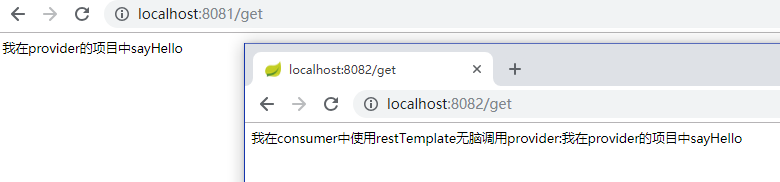 localhost:8081/get
我在provider的项目中sayHello
localhost:8082/get
localhost:8082/get
我在consumer中使用restTemplate无脑调用provider:我在provider的项目中sayHello